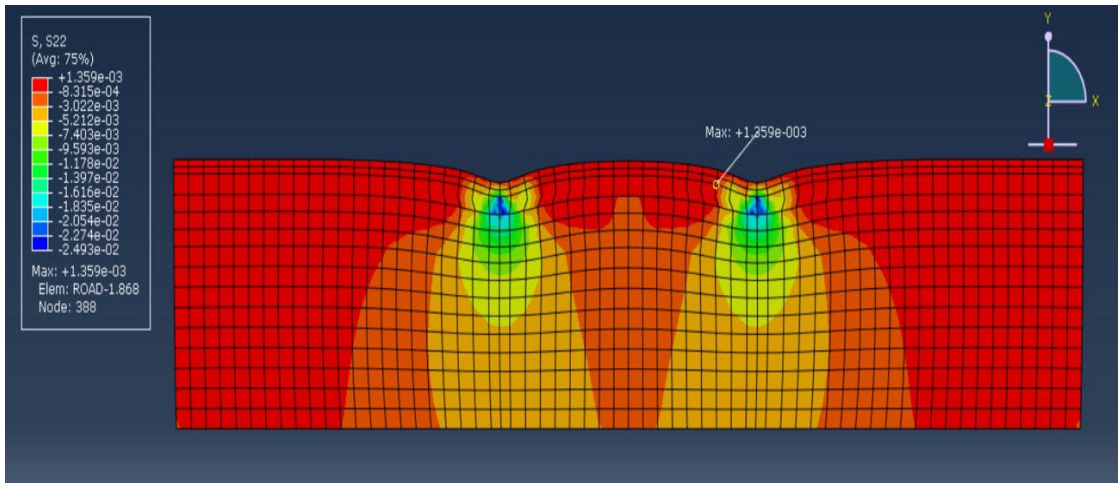 S, S22
(Avg: 75%)
+1.359e-03
-8.315e-04
-3.022e-03
-5.212e-03
-7.403e-03
-9.593e-03
-1.178e-02
-1.397e-02
-1.616e-02
-1.835e-02
-2.054e-02
-2.274e-02
-2.493e-02
Max: +1.359e-03
Elem: ROAD-1.868
Node: 388
Max: +1.359e-003
Y
Z
X